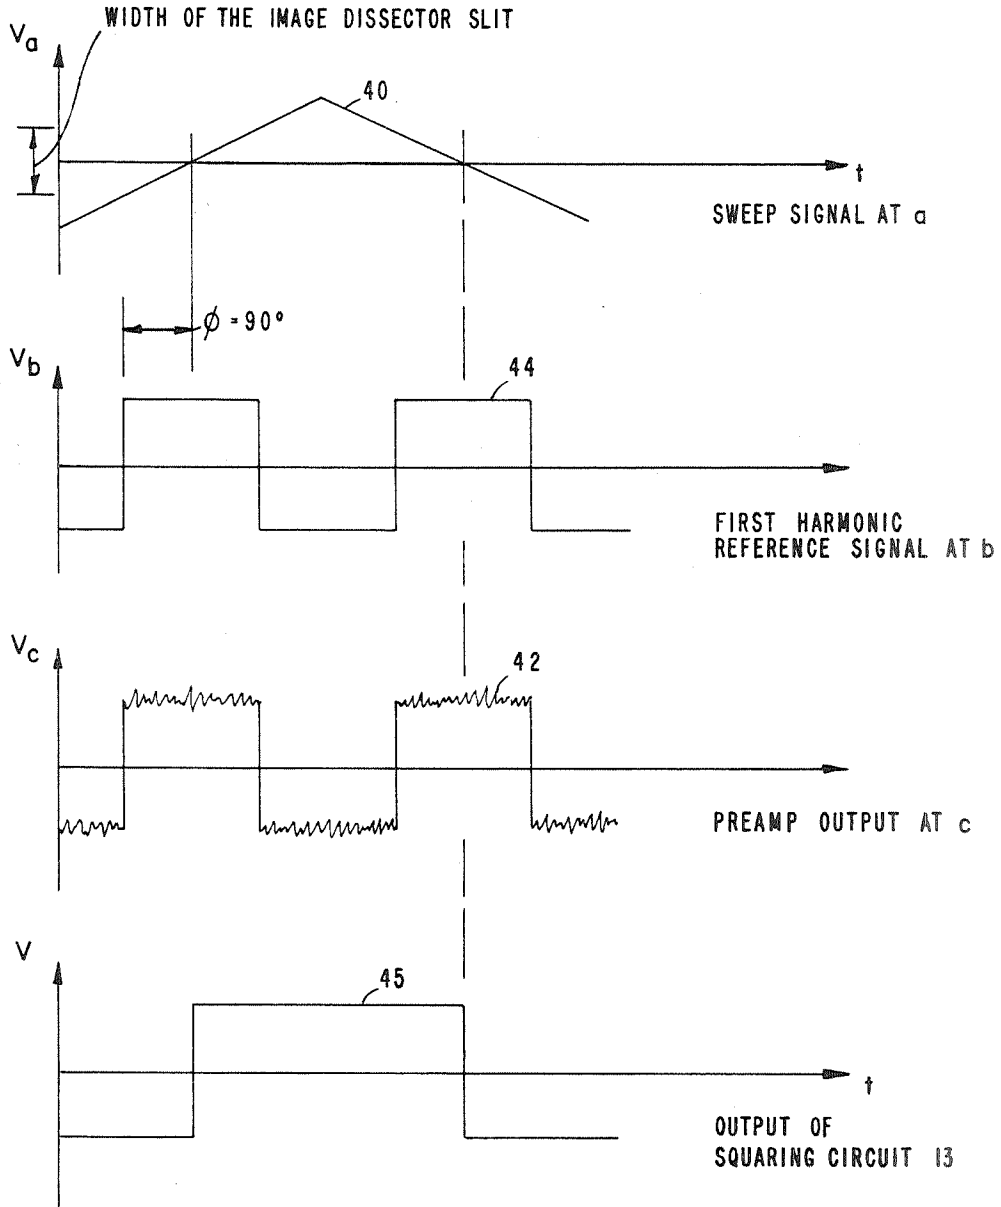 WIDTH OF THE IMAGE DISSECTOR SLIT
Va
40
t
SWEEP SIGNAL AT a
ϕ = 90°
Vb
44
FIRST HARMONIC
REFERENCE SIGNAL AT b
Vc
42
PREAMP OUTPUT AT c
V
45
t
OUTPUT OF
SQUARING CIRCUIT 13